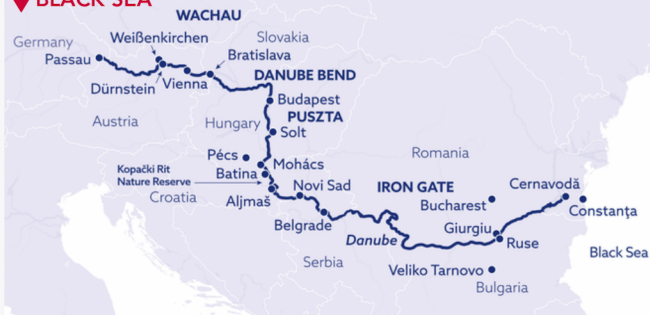 BLACK SEA
WACHAU
Weißenkirchen
Germany
Slovakia
Passau
Bratislava
Dürnstein
Vienna
DANUBE BEND
Budapest
Austria
Hungary
PUSZTA
Solt
Pécs
Mohács
Romania
Kopački Rit
Nature Reserve
Batina
Novi Sad
IRON GATE
Cernavodă
Croatia
Aljmaš
Bucharest
Constanţa
Belgrade
Giurgiu
Danube
Ruse
Black Sea
Serbia
Veliko Tarnovo
Bulgaria